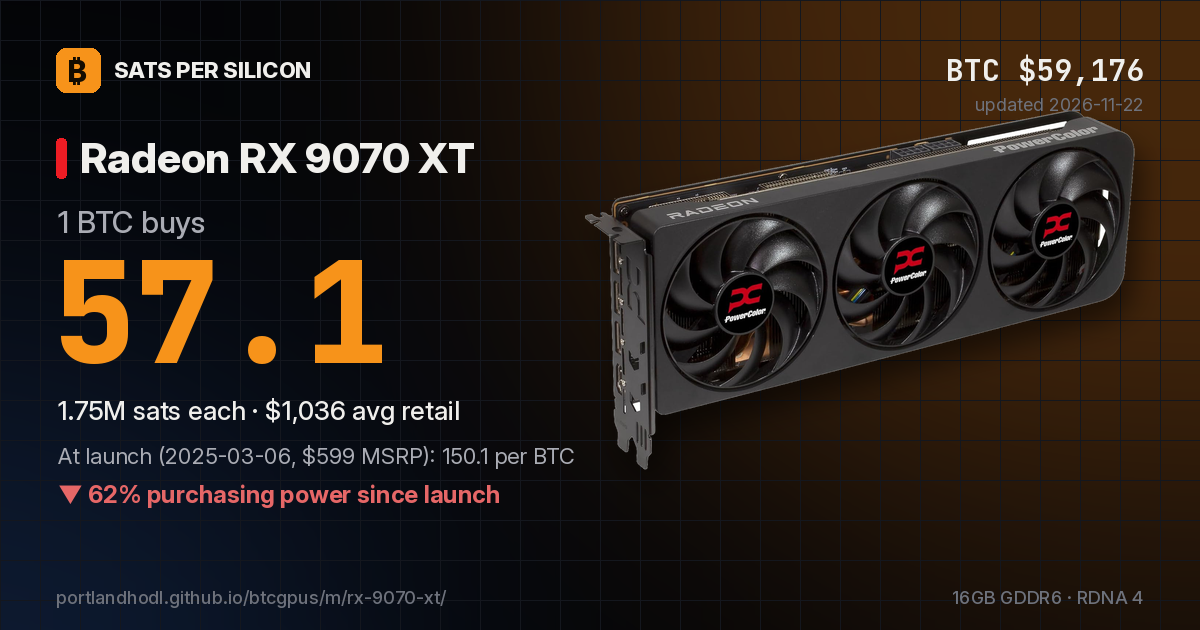 ₿ SATS PER SILICON
BTC $59,176
updated 2026-11-22
Radeon RX 9070 XT
1 BTC buys
57.1
1.75M sats each · $1,036 avg retail
At launch (2025-03-06, $599 MSRP): 150.1 per BTC
▼ 62% purchasing power since launch
RADEON
PowerColor
PowerColor
PowerColor
PowerColor
portlandhodl.github.io/btcgpus/m/rx-9070-xt/
16GB GDDR6 · RDNA 4